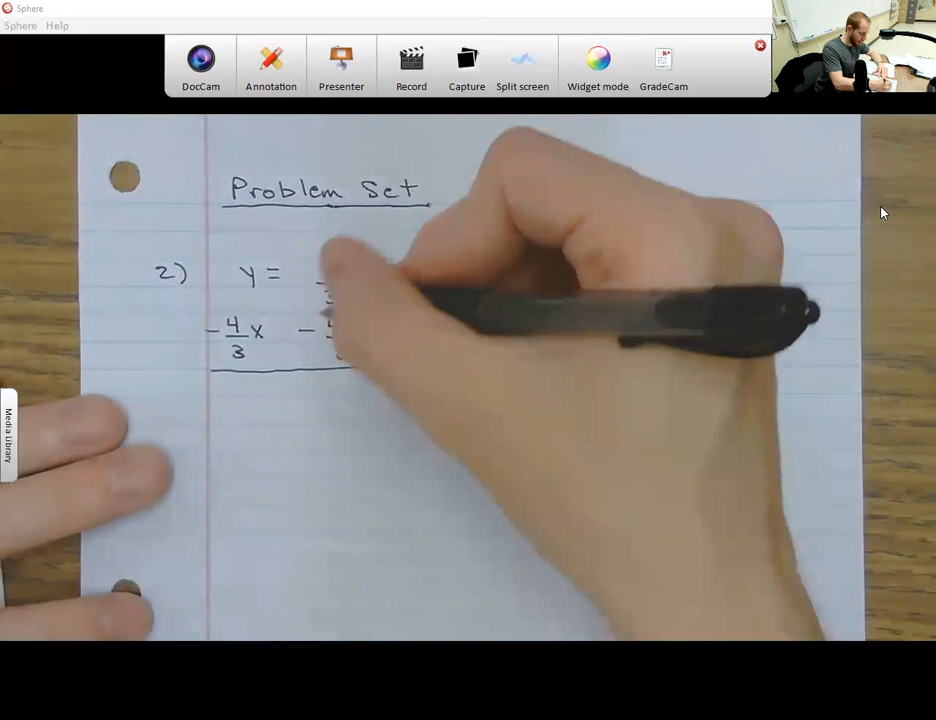 Sphere
Sphere Help
DocCam Annotation Presenter Record Capture Split screen Widget mode GradeCam
Media Library
Problem Set
2) y =
- 4/3 x -